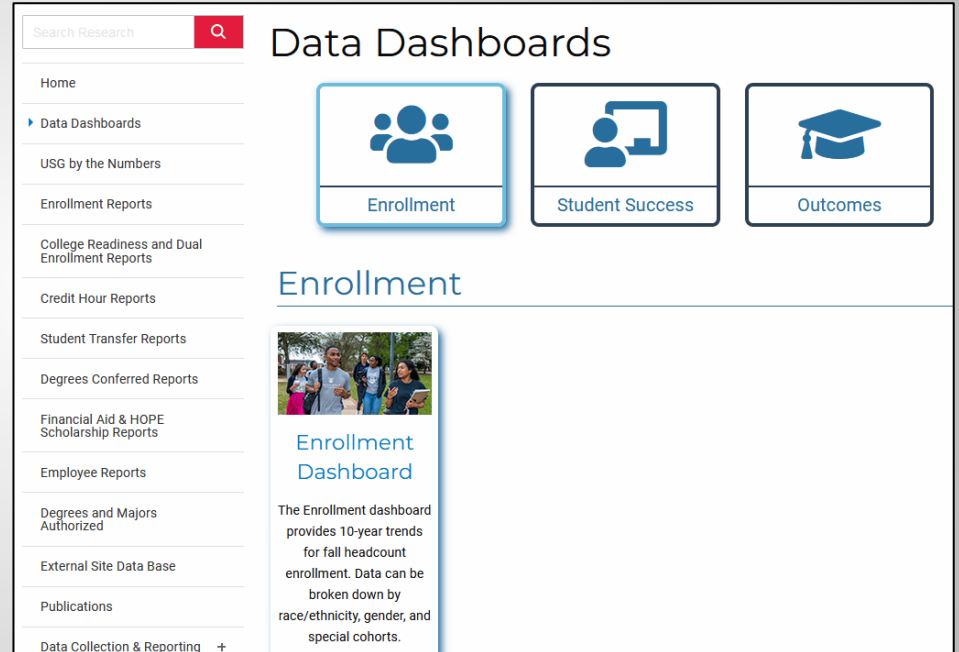 Search Research
Home
Data Dashboards
USG by the Numbers
Enrollment Reports
College Readiness and Dual
Enrollment Reports
Credit Hour Reports
Student Transfer Reports
Degrees Conferred Reports
Financial Aid & HOPE
Scholarship Reports
Employee Reports
Degrees and Majors
Authorized
External Site Data Base
Publications
Data Collection & Reporting +
Data Dashboards
Enrollment
Student Success
Outcomes
Enrollment
Enrollment
Dashboard
The Enrollment dashboard
provides 10-year trends
for fall headcount
enrollment. Data can be
broken down by
race/ethnicity, gender, and
special cohorts.